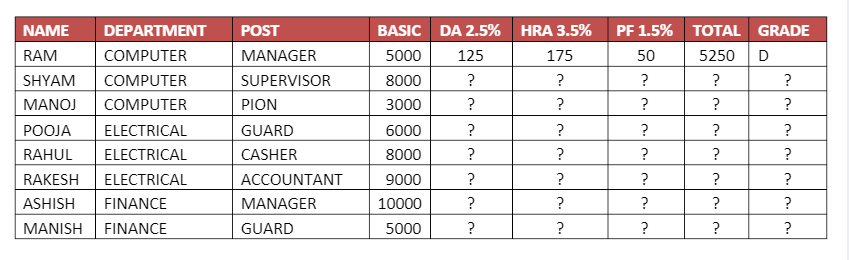 NAME DEPARTMENT POST BASIC DA 2.5% HRA 3.5% PF 1.5% TOTAL GRADE
RAM COMPUTER MANAGER 5000 125 175 50 5250 D
SHYAM COMPUTER SUPERVISOR 8000 ? ? ? ? ?
MANOJ COMPUTER PION 3000 ? ? ? ? ?
POOJA ELECTRICAL GUARD 6000 ? ? ? ? ?
RAHUL ELECTRICAL CASHER 8000 ? ? ? ? ?
RAKESH ELECTRICAL ACCOUNTANT 9000 ? ? ? ? ?
ASHISH FINANCE MANAGER 10000 ? ? ? ? ?
MANISH FINANCE GUARD 5000 ? ? ? ? ?